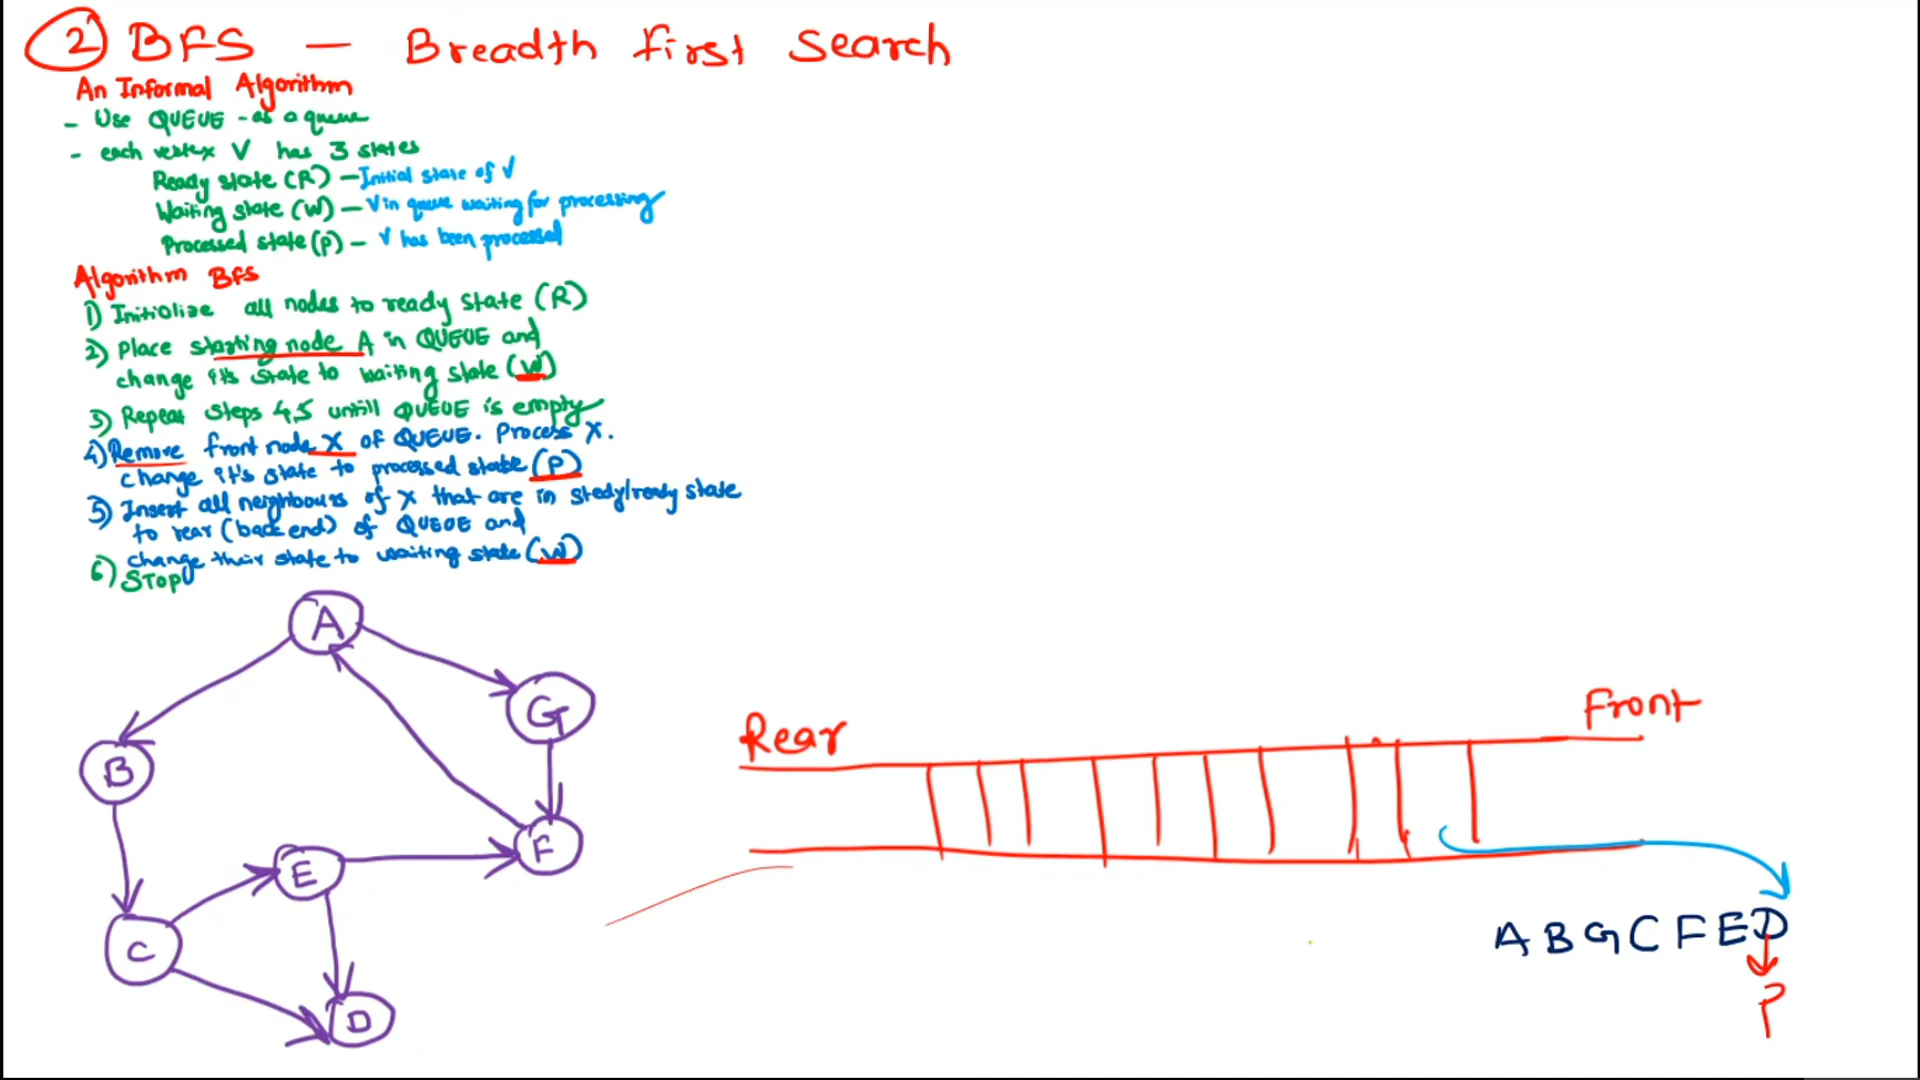 2 BFS - Breadth first Search
An Informal Algorithm
- Use QUEUE - as a queue
- each vertex V has 3 states
Ready state (R) - Initial state of V
Waiting state (W) - V in queue waiting for processing
Processed state (P) - V has been processed
Algorithm BFS
1) Initialize all nodes to ready state (R)
2) Place starting node A in QUEUE and
change it's state to waiting state (W)
3) Repeat steps 4,5 untill QUEUE is empty
4) Remove front node X of QUEUE. Process X.
change it's state to processed state (P)
5) Insert all neighbours of X that are in stedy/ready state
to rear (back end) of QUEUE and
change their state to waiting state (W)
6) STOP
A
G
B
F
E
C
D
Rear
Front
A B G C F E D
P